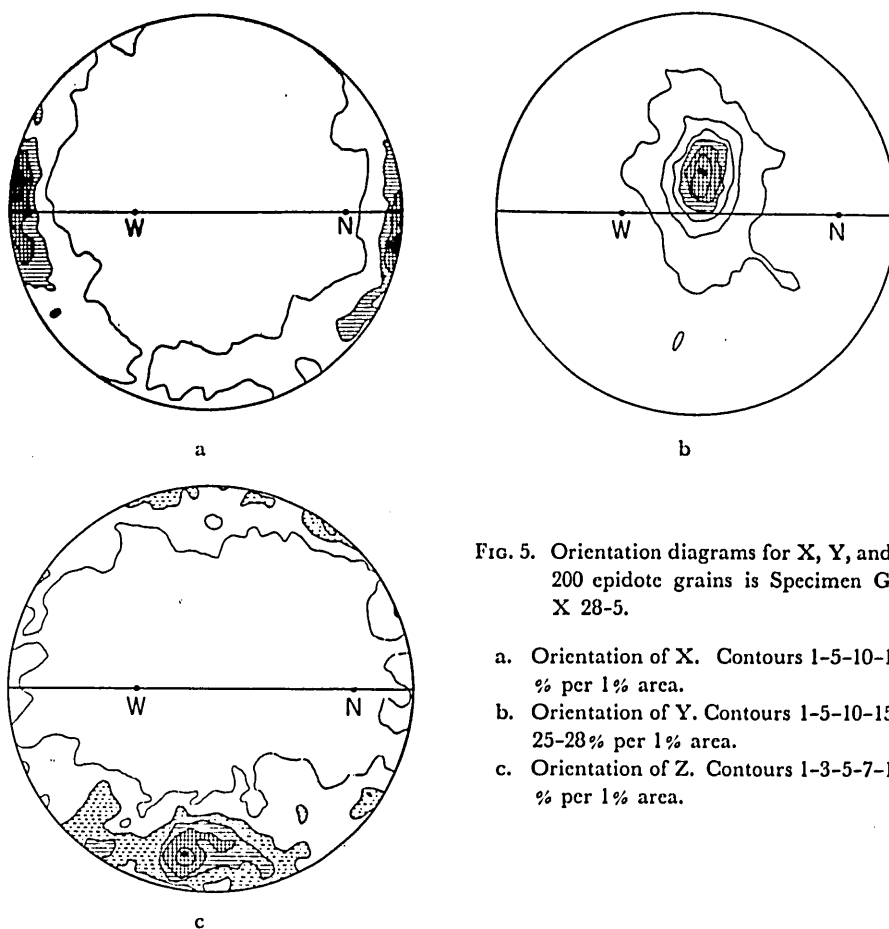 W N
a
W N
b
W N
c
FIG. 5. Orientation diagrams for X, Y, and
200 epidote grains is Specimen G
X 28-5.
a. Orientation of X. Contours 1-5-10-1
% per 1% area.
b. Orientation of Y. Contours 1-5-10-15
25-28% per 1% area.
c. Orientation of Z. Contours 1-3-5-7-1
% per 1% area.